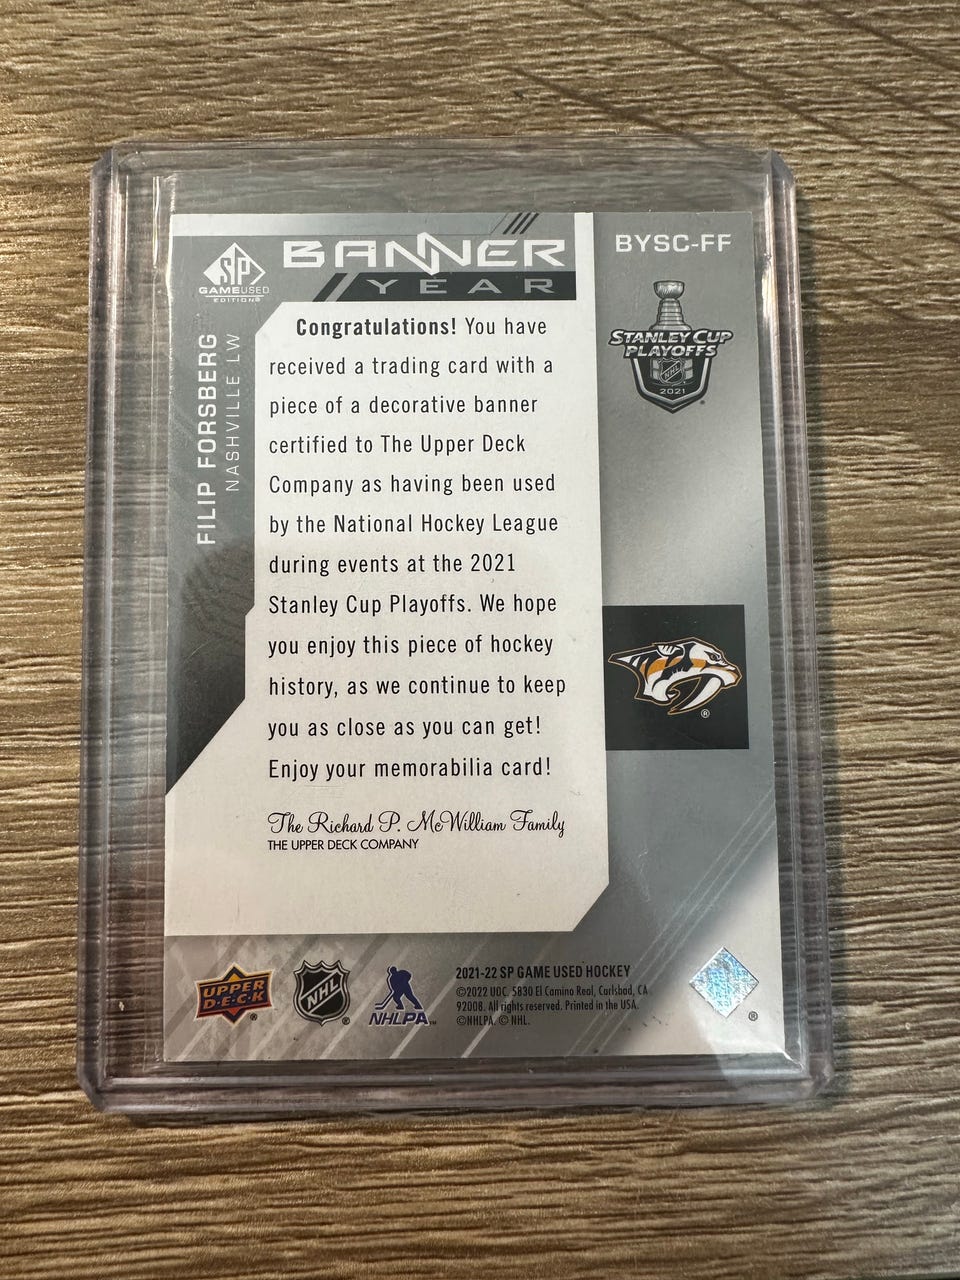 BANNER
YEAR
SP
GAMEUSED
EDITION®
BYSC-FF
STANLEY CUP
PLAYOFFS
NHL
2021
®
FILIP FORSBERG
NASHVILLE LW
Congratulations! You have
received a trading card with a
piece of a decorative banner
certified to The Upper Deck
Company as having been used
by the National Hockey League
during events at the 2021
Stanley Cup Playoffs. We hope
you enjoy this piece of hockey
history, as we continue to keep
you as close as you can get!
Enjoy your memorabilia card!
®
The Richard P. McWilliam Family
THE UPPER DECK COMPANY
UPPER
DECK
®
NHL
®
NHLPA™
2021-22 SP GAME USED HOCKEY
©2022 UDC. 5830 El Camino Real, Carlsbad, CA
92008. All rights reserved. Printed in the USA.
©NHLPA. © NHL.
®